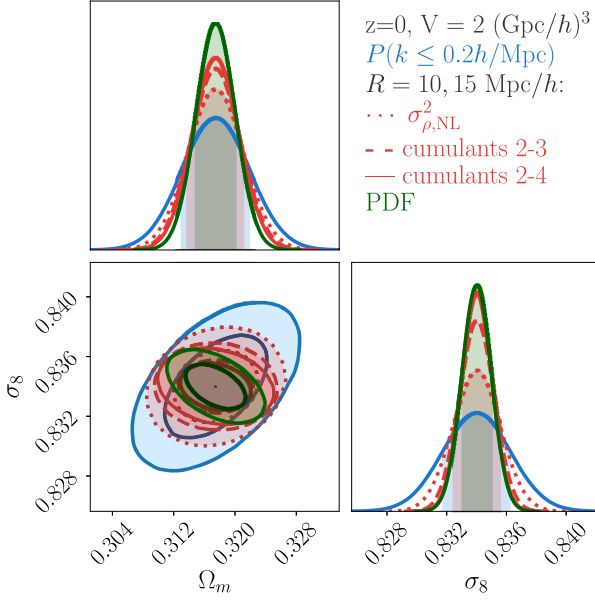 z=0, V = 2 (Gpc/h)³
P(k ≤ 0.2h/Mpc)
R = 10, 15 Mpc/h:
··· σ²ρ,NL
cumulants 2-3
cumulants 2-4
PDF
0.840
0.836
0.832
0.828
σ₈
0.304
0.312
0.320
0.328
Ωₘ
0.828
0.832
0.836
0.840
σ₈